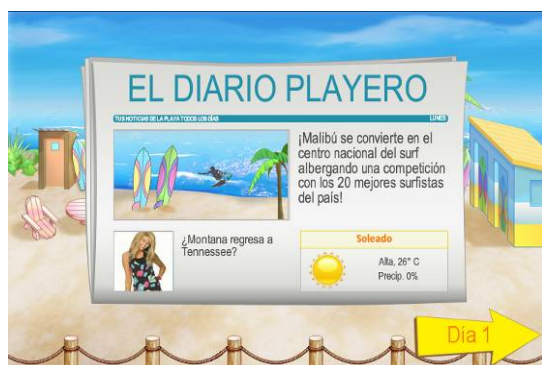 EL DIARIO PLAYERO
TUS NOTICIAS DE LA PLAYA TODOS LOS DÍAS LUNES
¡Malibú se convierte en el
centro nacional del surf
albergando una competición
con los 20 mejores surfistas
del país!
¿Montana regresa a
Tennessee?
Soleado
Alta, 26° C
Precip. 0%
Día 1